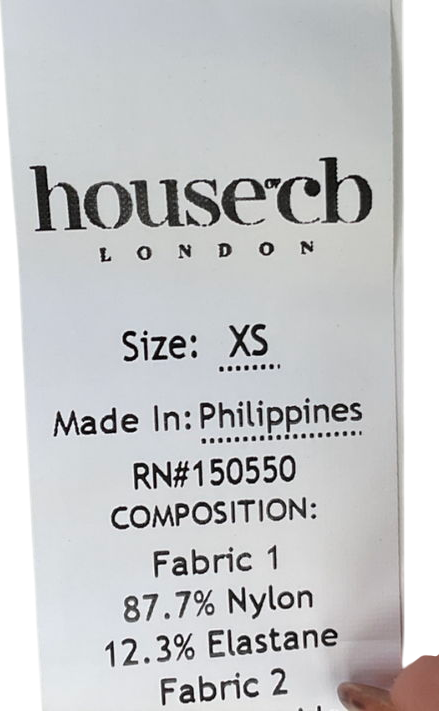 house of cb
LONDON
Size: XS
Made In: Philippines
RN#150550
COMPOSITION:
Fabric 1
87.7% Nylon
12.3% Elastane
Fabric 2